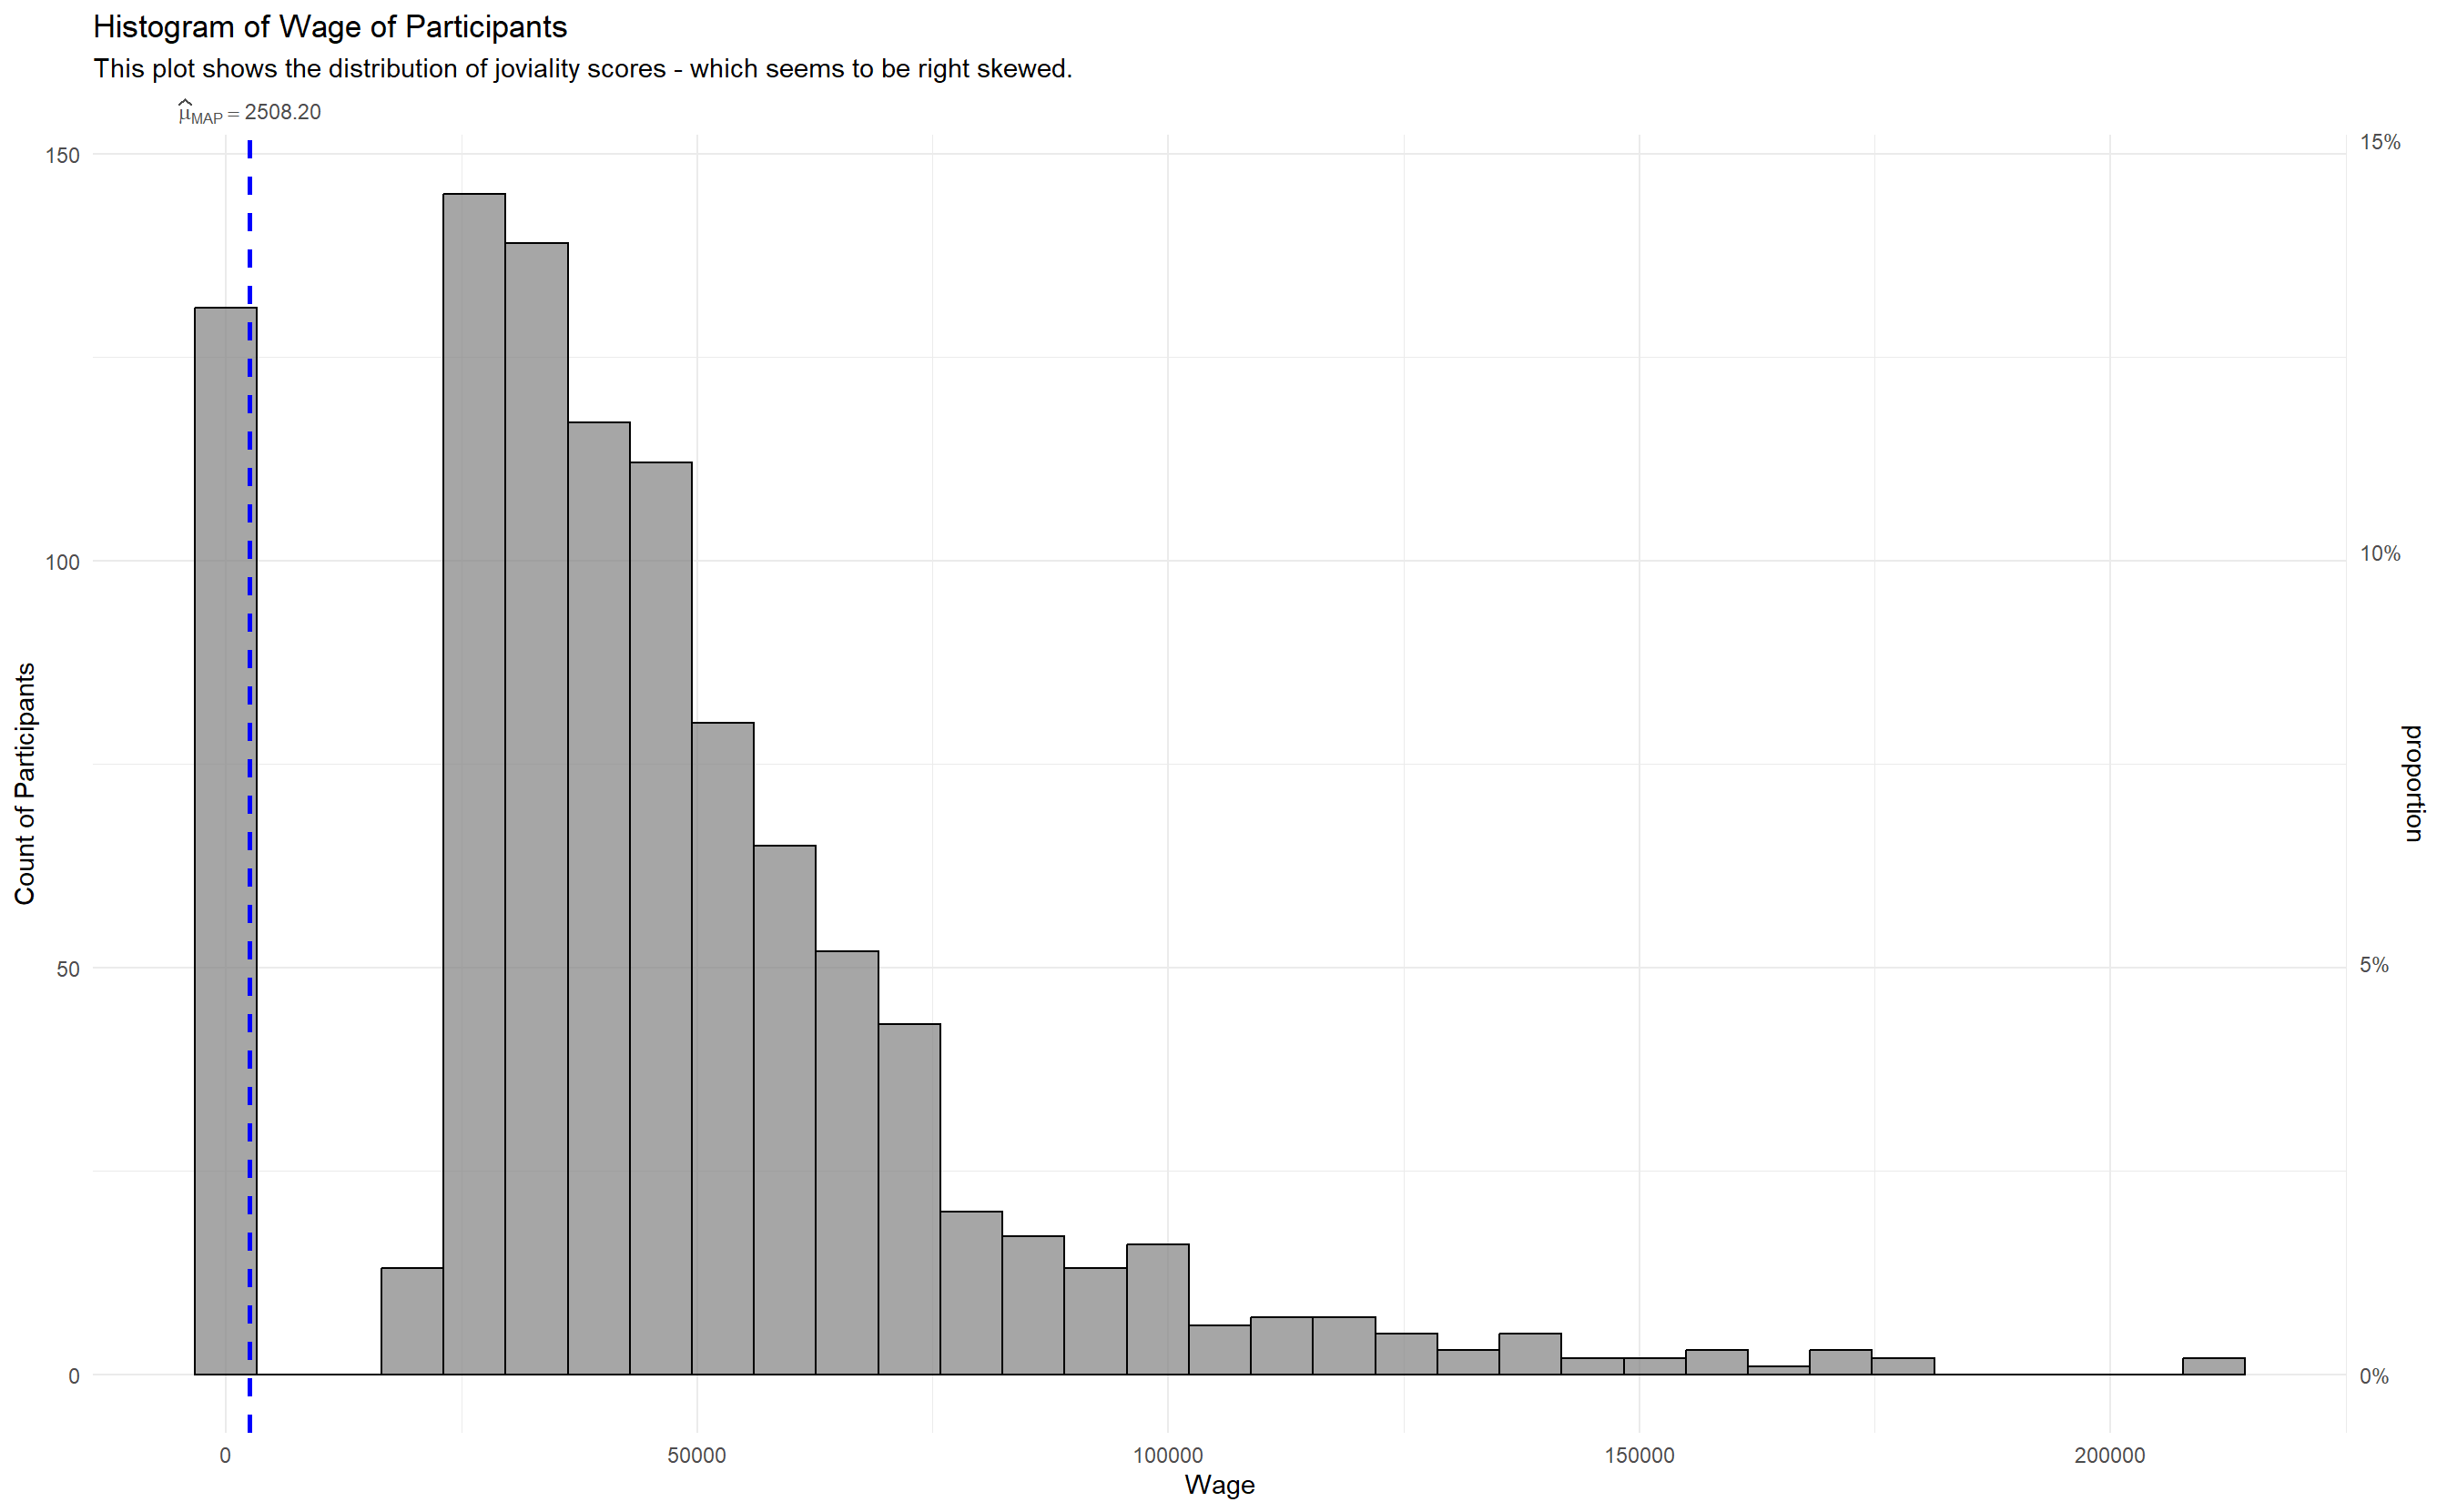 Histogram of Wage of Participants
This plot shows the distribution of joviality scores - which seems to be right skewed.
μ̂MAP = 2508.20
150
100
50
0
Count of Participants
15%
10%
5%
0%
proportion
0 50000 100000 150000 200000
Wage